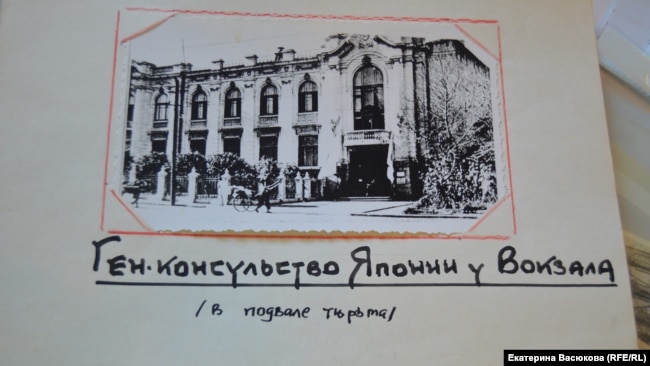 Ген. консульство Японии у Вокзала
/в подвале тюрьма/
Екатерина Васюкова (RFE/RL)